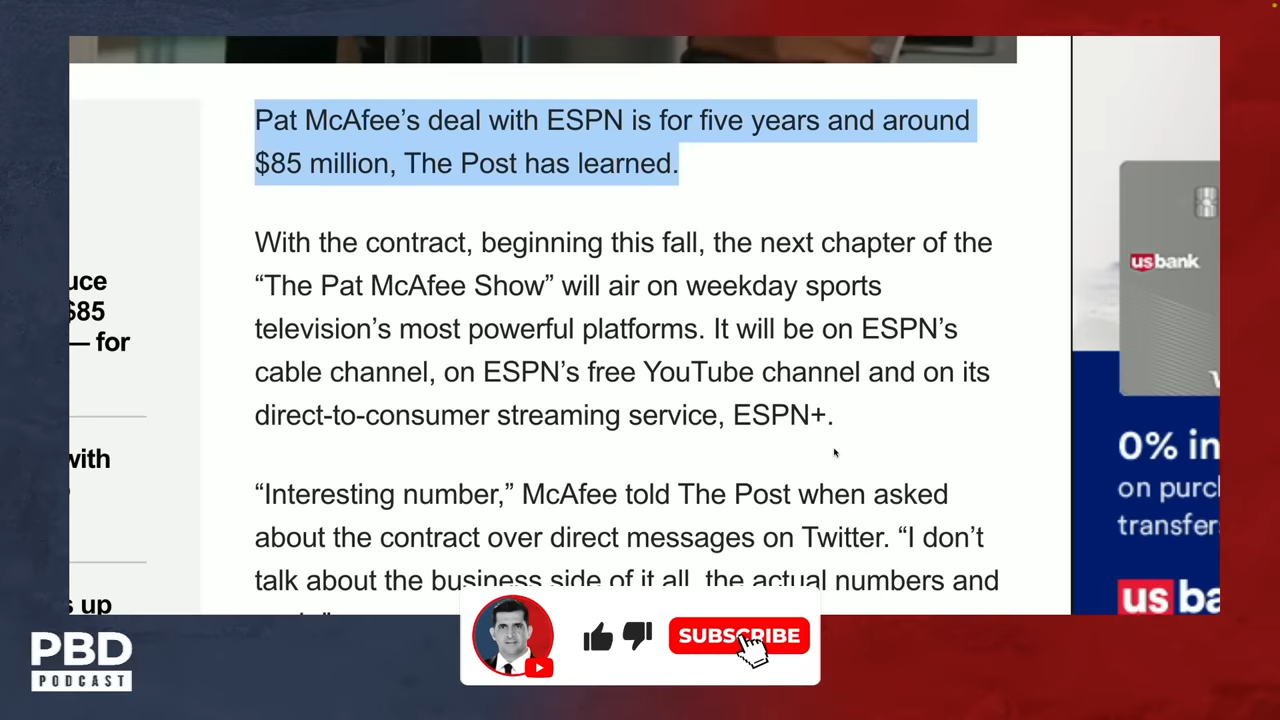 Pat McAfee’s deal with ESPN is for five years and around
$85 million, The Post has learned.
With the contract, beginning this fall, the next chapter of the
“The Pat McAfee Show” will air on weekday sports
television’s most powerful platforms. It will be on ESPN’s
cable channel, on ESPN’s free YouTube channel and on its
direct-to-consumer streaming service, ESPN+.
“Interesting number,” McAfee told The Post when asked
about the contract over direct messages on Twitter. “I don’t
talk about the business side of it all, the actual numbers and
uce
$85
— for
with
s up
usbank
0% in
on purc
transfer
us ba
SUBSCRIBE
PBD
PODCAST